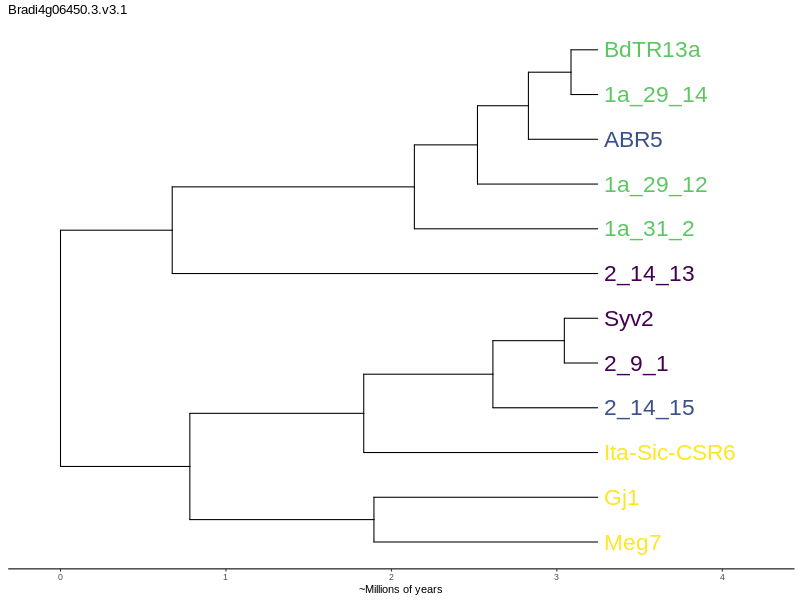 Bradi4g06450.3.v3.1
BdTR13a
1a_29_14
ABR5
1a_29_12
1a_31_2
2_14_13
Syv2
2_9_1
2_14_15
Ita-Sic-CSR6
Gj1
Meg7
0 1 2 3 4
~Millions of years